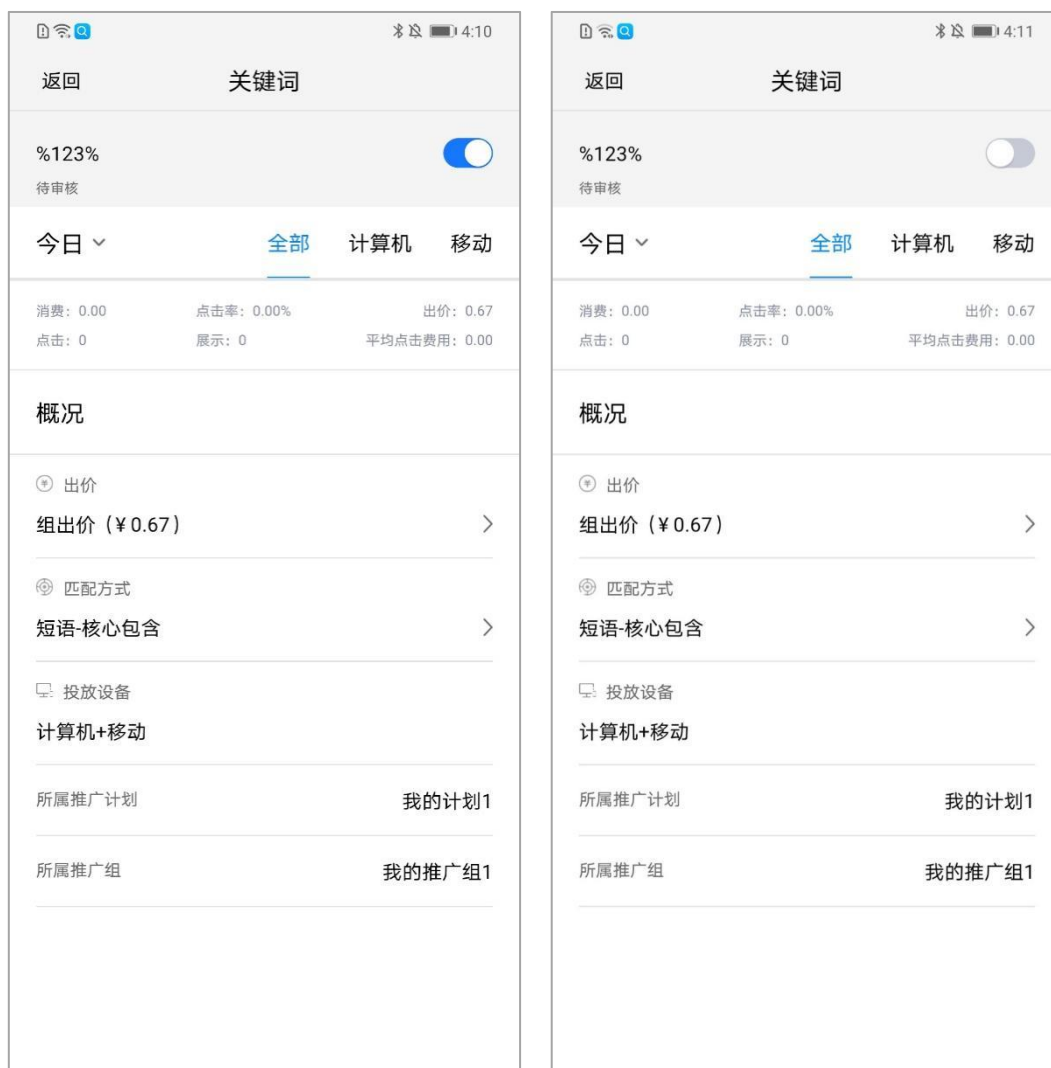 4:10
返回 关键词
%123%
待审核
今日 全部 计算机 移动
消费: 0.00 点击率: 0.00% 出价: 0.67
点击: 0 展示: 0 平均点击费用: 0.00
概况
出价
组出价（¥0.67）
匹配方式
短语-核心包含
投放设备
计算机+移动
所属推广计划 我的计划1
所属推广组 我的推广组1
4:11
返回 关键词
%123%
待审核
今日 全部 计算机 移动
消费: 0.00 点击率: 0.00% 出价: 0.67
点击: 0 展示: 0 平均点击费用: 0.00
概况
出价
组出价（¥0.67）
匹配方式
短语-核心包含
投放设备
计算机+移动
所属推广计划 我的计划1
所属推广组 我的推广组1